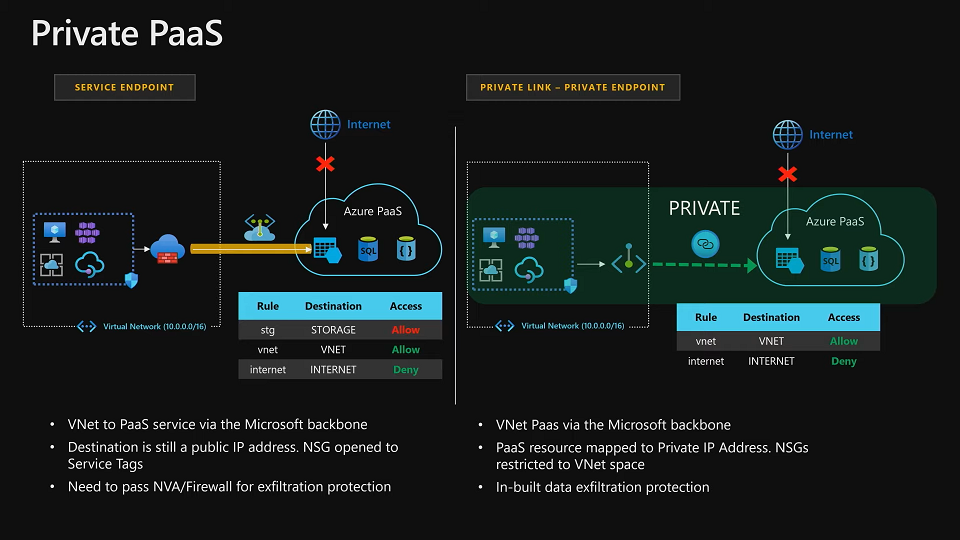 Private PaaS
SERVICE ENDPOINT
Internet
Azure PaaS
SQL
{ }
Virtual Network (10.0.0.0/16)
Rule Destination Access
stg STORAGE Allow
vnet VNET Allow
internet INTERNET Deny
• VNet to PaaS service via the Microsoft backbone
• Destination is still a public IP address. NSG opened to
Service Tags
• Need to pass NVA/Firewall for exfiltration protection
PRIVATE LINK – PRIVATE ENDPOINT
Internet
PRIVATE
Azure PaaS
SQL
{ }
Virtual Network (10.0.0.0/16)
Rule Destination Access
vnet VNET Allow
internet INTERNET Deny
• VNet Paas via the Microsoft backbone
• PaaS resource mapped to Private IP Address. NSGs
restricted to VNet space
• In-built data exfiltration protection